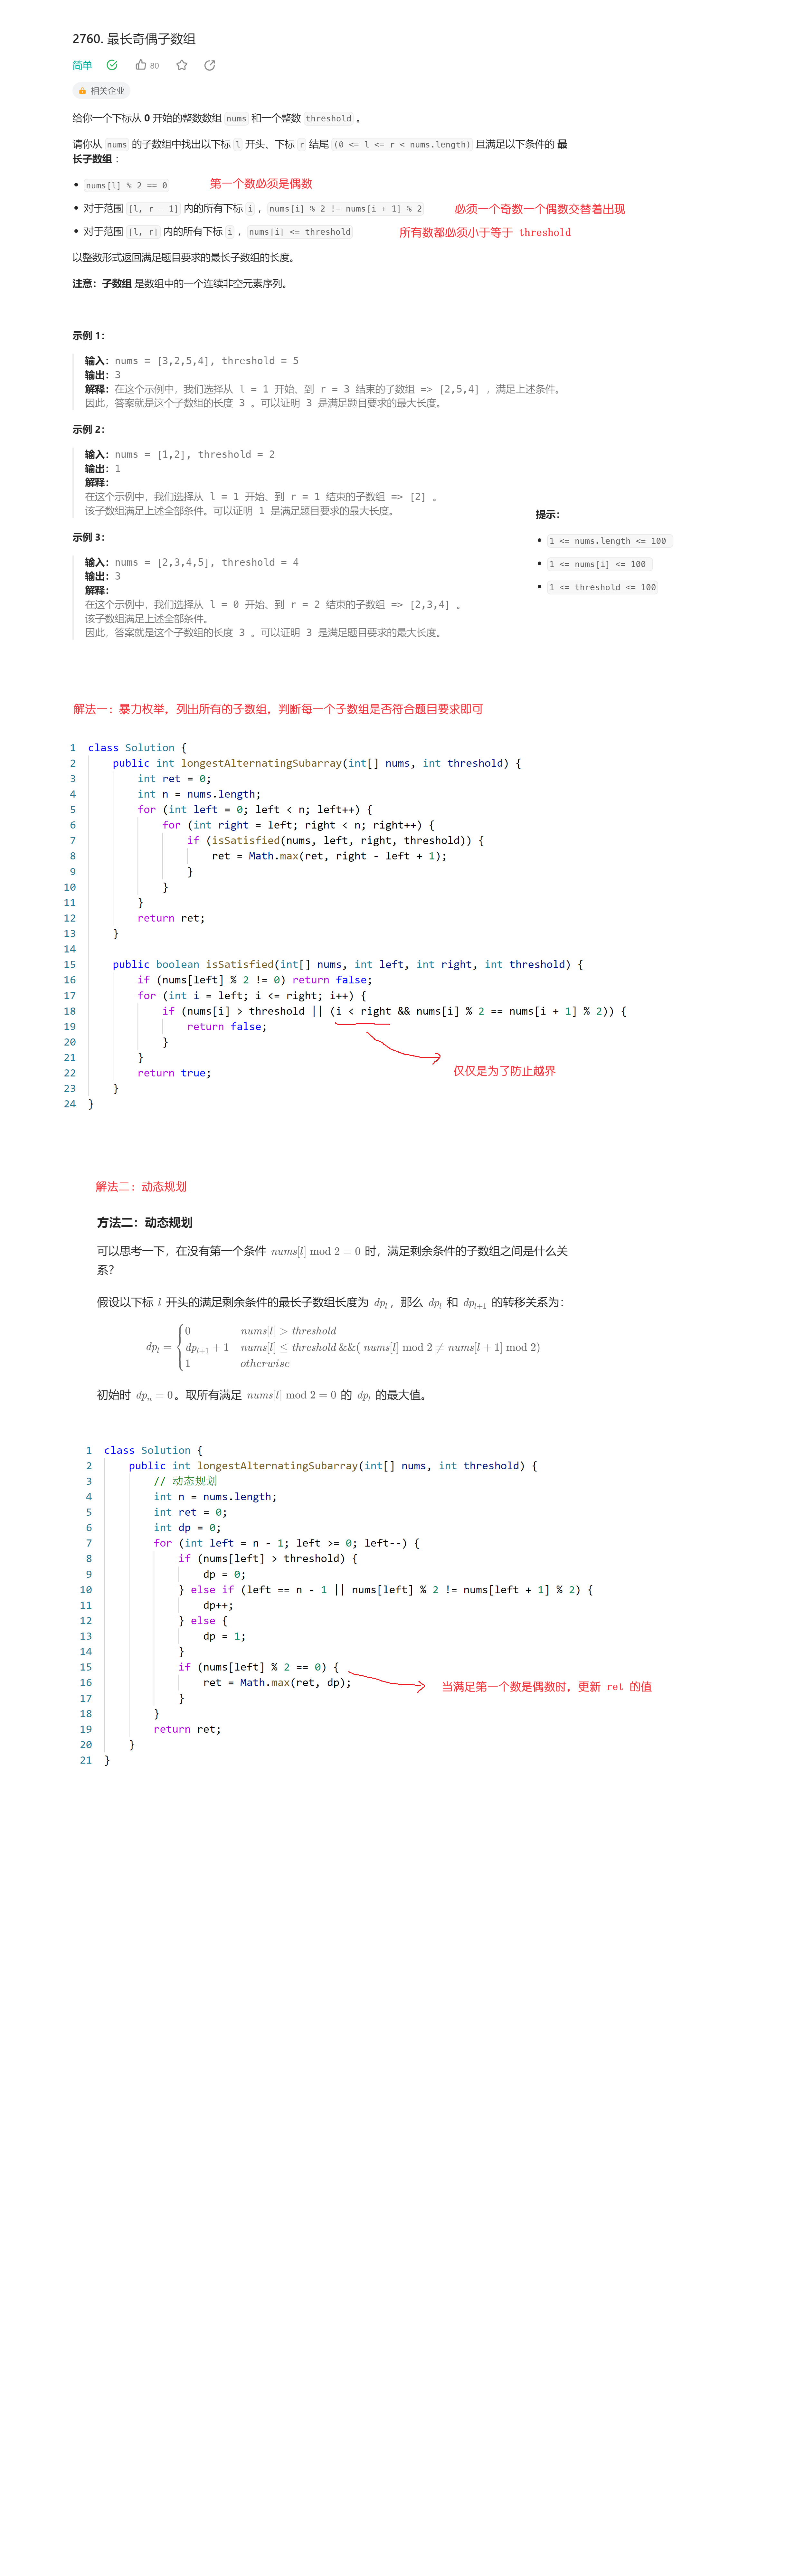 2760. 最长奇偶子数组
简单 80
相关企业
给你一个下标从 0 开始的整数数组 nums 和一个整数 threshold 。
请你从 nums 的子数组中找出以下标 l 开头、下标 r 结尾 (0 <= l <= r < nums.length) 且满足以下条件的 最
长子数组 ：
nums[l] % 2 == 0 第一个数必须是偶数
对于范围 [l, r - 1] 内的所有下标 i ，nums[i] % 2 != nums[i + 1] % 2 必须一个奇数一个偶数交替着出现
对于范围 [l, r] 内的所有下标 i ，nums[i] <= threshold 所有数都必须小于等于 threshold
以整数形式返回满足题目要求的最长子数组的长度。
注意：子数组 是数组中的一个连续非空元素序列。
示例 1：
输入：nums = [3,2,5,4], threshold = 5
输出：3
解释：在这个示例中，我们选择从 l = 1 开始、到 r = 3 结束的子数组 => [2,5,4] ，满足上述条件。
因此，答案就是这个子数组的长度 3 。可以证明 3 是满足题目要求的最大长度。
示例 2：
输入：nums = [1,2], threshold = 2
输出：1
解释：
在这个示例中，我们选择从 l = 1 开始、到 r = 1 结束的子数组 => [2] 。
该子数组满足上述全部条件。可以证明 1 是满足题目要求的最大长度。
示例 3：
输入：nums = [2,3,4,5], threshold = 4
输出：3
解释：
在这个示例中，我们选择从 l = 0 开始、到 r = 2 结束的子数组 => [2,3,4] 。
该子数组满足上述全部条件。
因此，答案就是这个子数组的长度 3 。可以证明 3 是满足题目要求的最大长度。
提示：
1 <= nums.length <= 100
1 <= nums[i] <= 100
1 <= threshold <= 100
解法一：暴力枚举，列出所有的子数组，判断每一个子数组是否符合题目要求即可
1 class Solution {
2 public int longestAlternatingSubarray(int[] nums, int threshold) {
3 int ret = 0;
4 int n = nums.length;
5 for (int left = 0; left < n; left++) {
6 for (int right = left; right < n; right++) {
7 if (isSatisfied(nums, left, right, threshold)) {
8 ret = Math.max(ret, right - left + 1);
9 }
10 }
11 }
12 return ret;
13 }
14
15 public boolean isSatisfied(int[] nums, int left, int right, int threshold) {
16 if (nums[left] % 2 != 0) return false;
17 for (int i = left; i <= right; i++) {
18 if (nums[i] > threshold || (i < right && nums[i] % 2 == nums[i + 1] % 2)) {
19 return false;
20 }
21 }
22 return true;
23 }
24 }
仅仅是为了防止越界
解法二：动态规划
方法二：动态规划
可以思考一下，在没有第一个条件 nums[l] mod 2 = 0 时，满足剩余条件的子数组之间是什么关
系？
假设以下标 l 开头的满足剩余条件的最长子数组长度为 dp_l，那么 dp_l 和 dp_{l+1} 的转移关系为：
0 nums[l] > threshold
dp_l = { dp_{l+1} + 1 nums[l] ≤ threshold &&( nums[l] mod 2 ≠ nums[l + 1] mod 2)
1 otherwise
初始时 dp_n = 0。取所有满足 nums[l] mod 2 = 0 的 dp_l 的最大值。
1 class Solution {
2 public int longestAlternatingSubarray(int[] nums, int threshold) {
3 // 动态规划
4 int n = nums.length;
5 int ret = 0;
6 int dp = 0;
7 for (int left = n - 1; left >= 0; left--) {
8 if (nums[left] > threshold) {
9 dp = 0;
10 } else if (left == n - 1 || nums[left] % 2 != nums[left + 1] % 2) {
11 dp++;
12 } else {
13 dp = 1;
14 }
15 if (nums[left] % 2 == 0) {
16 ret = Math.max(ret, dp);
17 }
18 }
19 return ret;
20 }
21 }
当满足第一个数是偶数时，更新 ret 的值